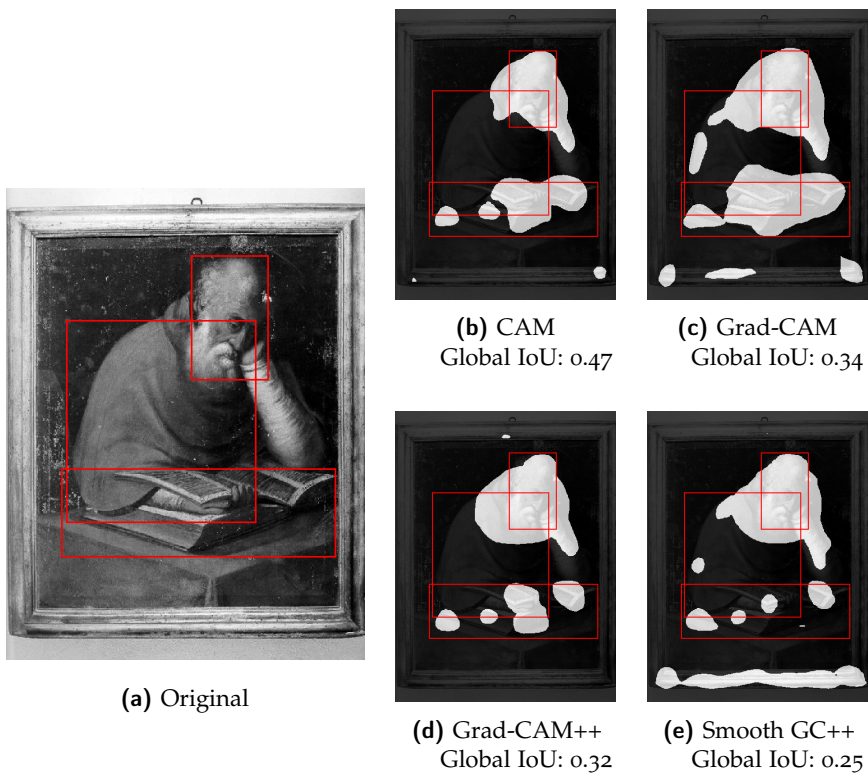 (a) Original
(b) CAM
Global IoU: 0.47
(c) Grad-CAM
Global IoU: 0.34
(d) Grad-CAM++
Global IoU: 0.32
(e) Smooth GC++
Global IoU: 0.25